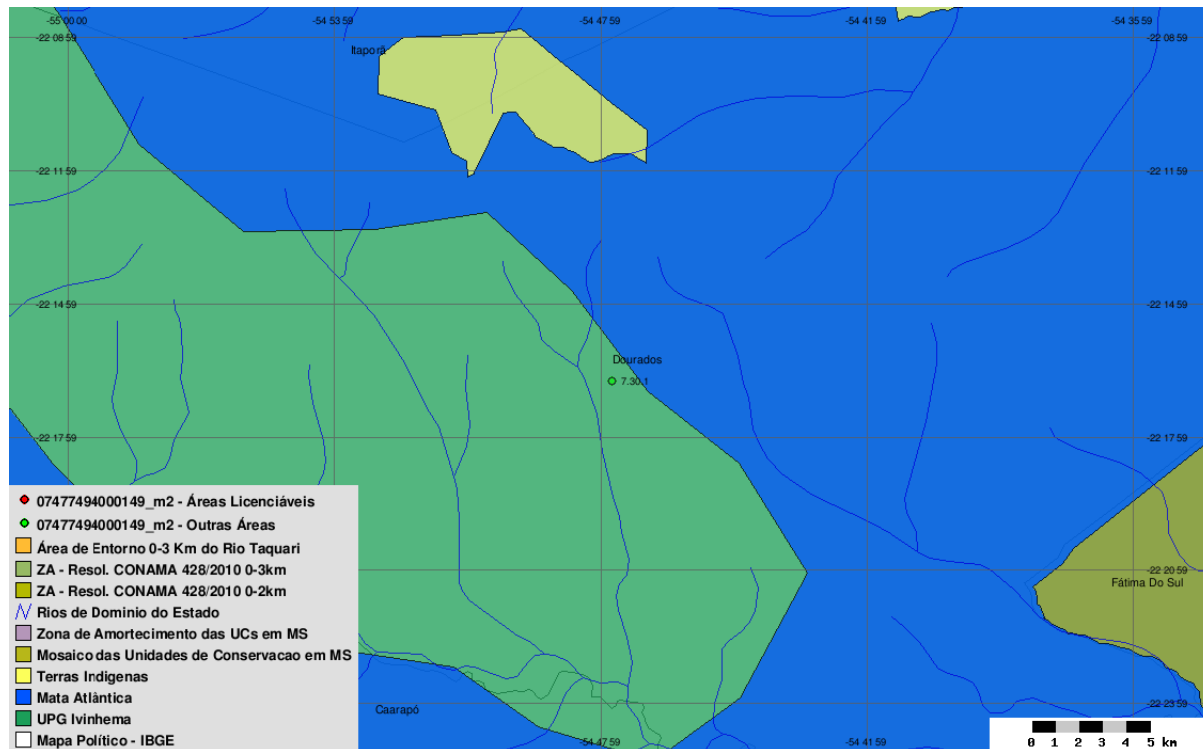 -55 00 00
-54 53 59
-54 47 59
-54 41 59
-54 35 59
-22 08 59
Itaporã
-22 08 59
-22 11 59
-22 11 59
-22 14 59
-22 14 59
Dourados
7.30.1
-22 17 59
-22 17 59
07477494000149_m2 - Áreas Licenciáveis
07477494000149_m2 - Outras Áreas
Área de Entorno 0-3 Km do Rio Taquari
ZA - Resol. CONAMA 428/2010 0-3km
ZA - Resol. CONAMA 428/2010 0-2km
Rios de Dominio do Estado
Zona de Amortecimento das UCs em MS
Mosaico das Unidades de Conservacao em MS
Terras Indigenas
Mata Atlântica
UPG Ivinhema
Mapa Político - IBGE
-22 20 59
Fátima Do Sul
Caarapó
-22 23 59
-54 47 59
-54 41 59
0 1 2 3 4 5 km